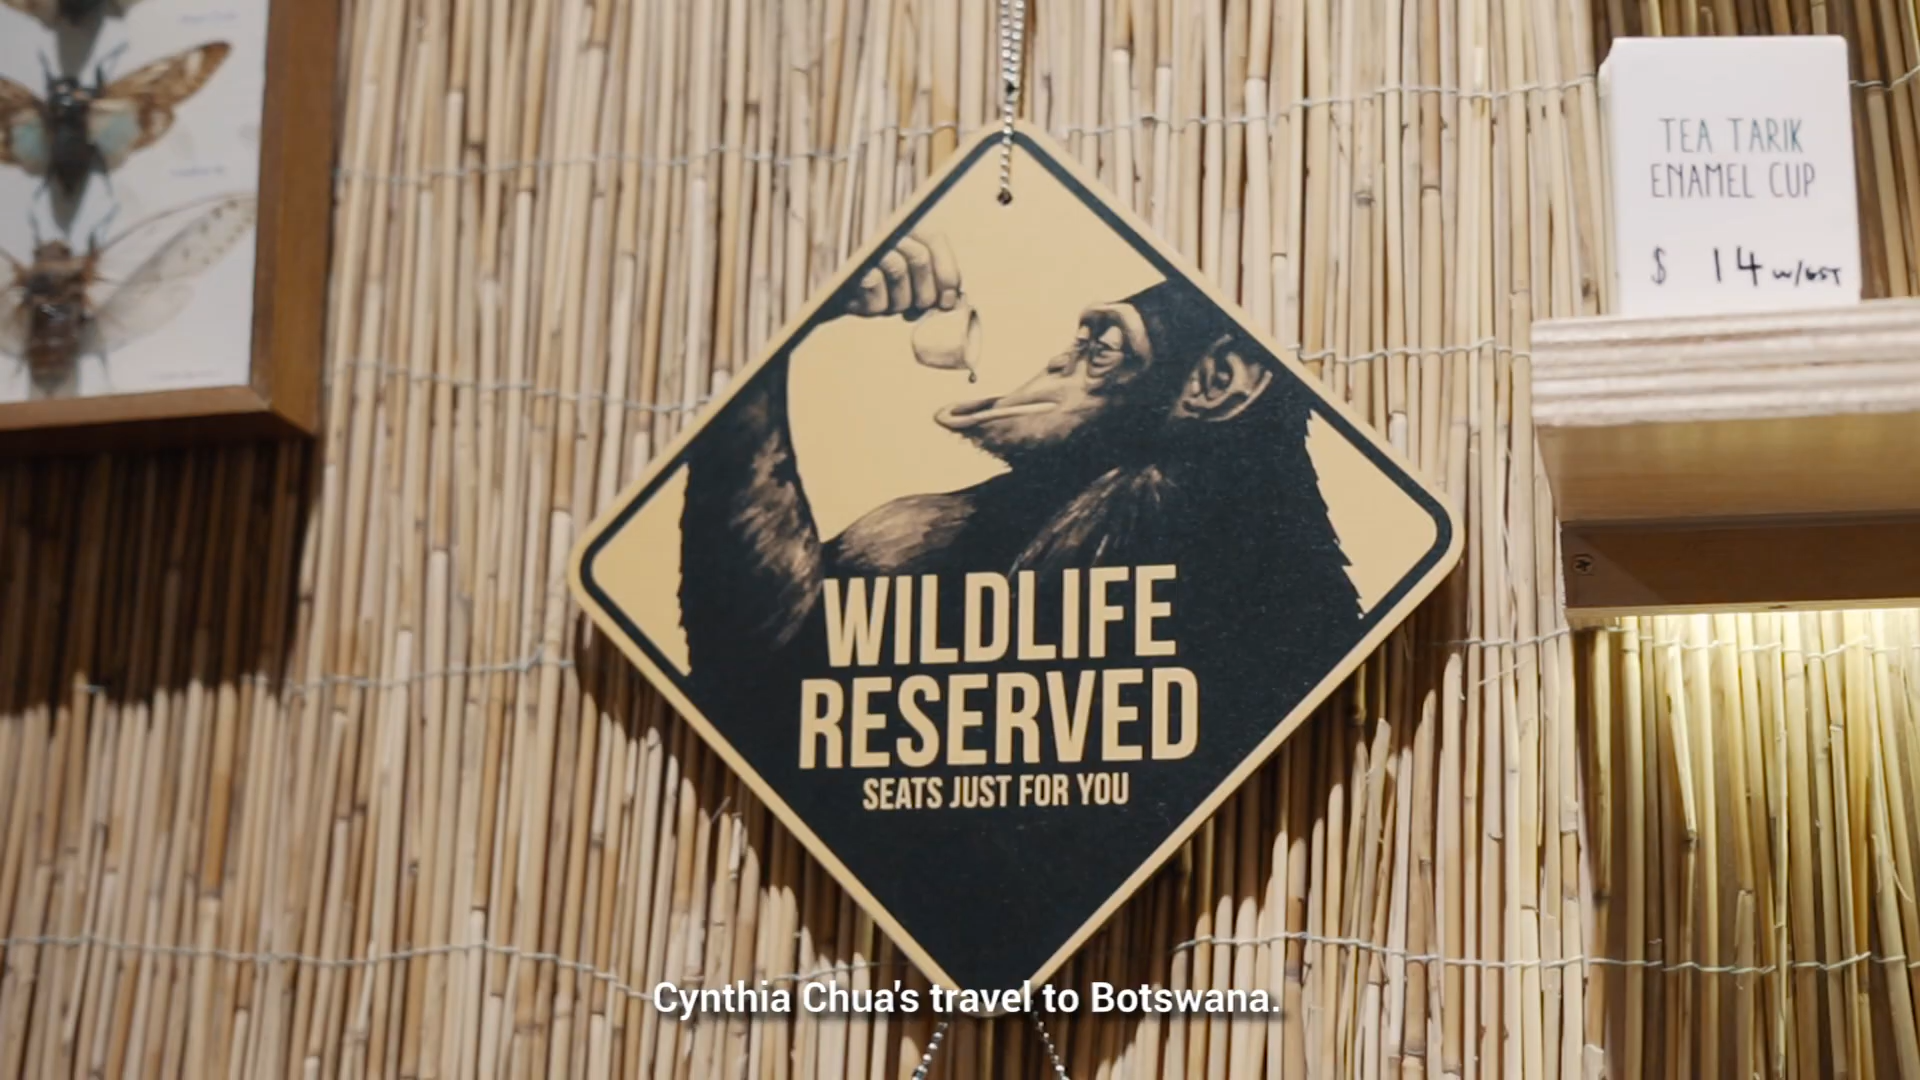 TEA TARIK
ENAMEL CUP
$ 14 w/GST
WILDLIFE
RESERVED
SEATS JUST FOR YOU
Cynthia Chua's travel to Botswana.